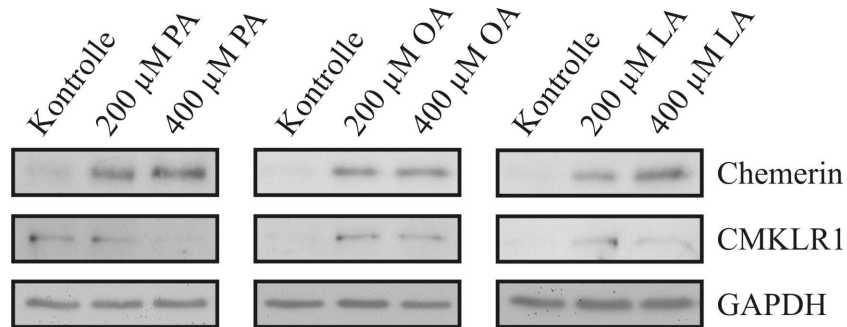 Kontrolle
200 µM PA
400 µM PA
Kontrolle
200 µM OA
400 µM OA
Kontrolle
200 µM LA
400 µM LA
Chemerin
CMKLR1
GAPDH